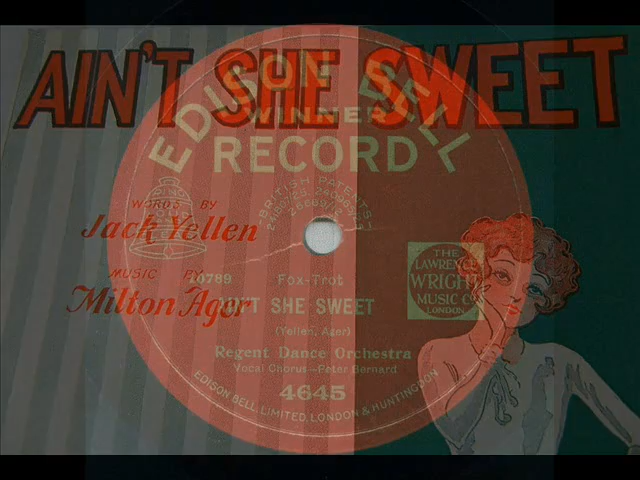 AIN'T SHE SWEET
EDISON BELL
WINNER
RECORD
BRITISH PATENTS
WORDS BY
Jack Yellen
MUSIC BY
Milton Ager
10789 Fox-Trot
AIN'T SHE SWEET
(Yellen, Ager)
Regent Dance Orchestra
Vocal Chorus-Peter Bernard
4645
EDISON BELL, LIMITED, LONDON & HUNTINGDON
THE
LAWRENCE
WRIGHT
MUSIC CO
LONDON